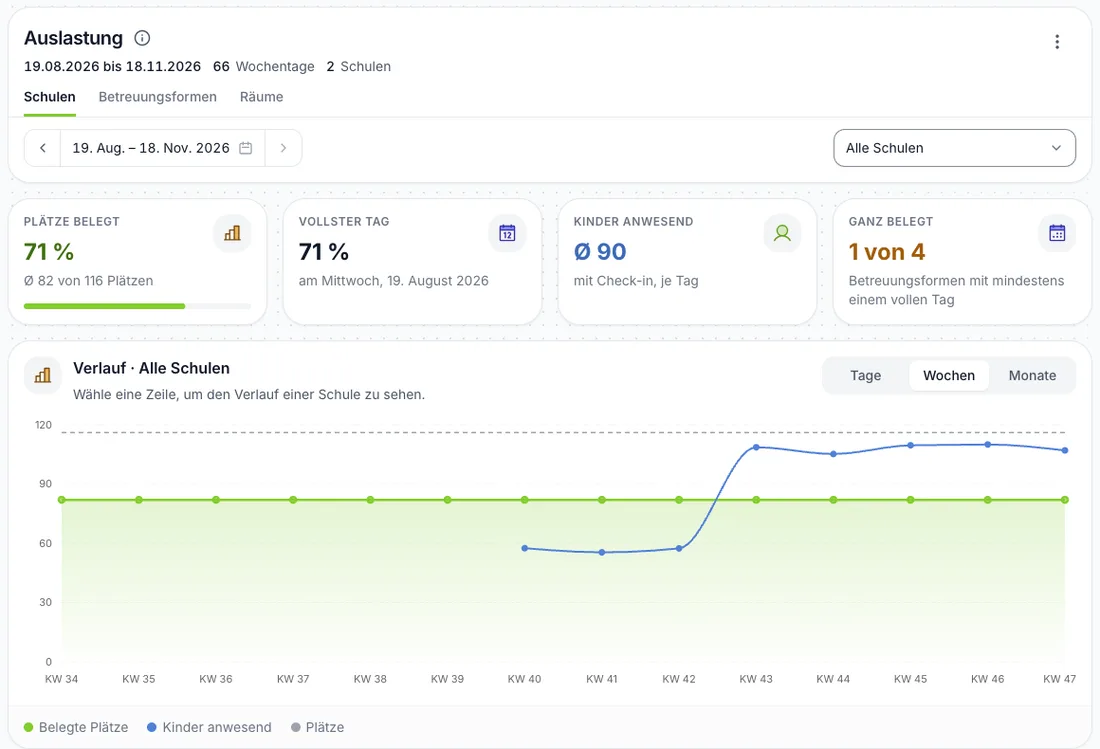 Auslastung
19.08.2026 bis 18.11.2026 66 Wochentage 2 Schulen
Schulen Betreuungsformen Räume
19. Aug. – 18. Nov. 2026
Alle Schulen
PLÄTZE BELEGT
71 %
Ø 82 von 116 Plätzen
VOLLSTER TAG
12
71 %
am Mittwoch, 19. August 2026
KINDER ANWESEND
Ø 90
mit Check-in, je Tag
GANZ BELEGT
1 von 4
Betreuungsformen mit mindestens
einem vollen Tag
Verlauf · Alle Schulen
Wähle eine Zeile, um den Verlauf einer Schule zu sehen.
Tage Wochen Monate
120
90
60
30
0
KW 34 KW 35 KW 36 KW 37 KW 38 KW 39 KW 40 KW 41 KW 42 KW 43 KW 44 KW 45 KW 46 KW 47
Belegte Plätze Kinder anwesend Plätze